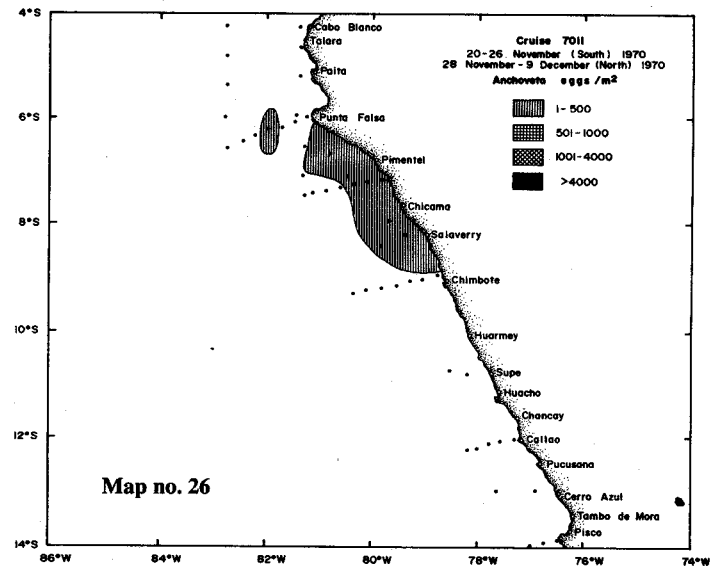 4°S
Cabo Blanco
Talara
Paita
Cruise 7011
20-26 November (South) 1970
28 November - 9 December (North) 1970
Anchoveta eggs /m²
1-500
501-1000
1001-4000
>4000
6°S
Punta Falsa
Pimentel
8°S
Chicama
Salaverry
Chimbote
10°S
Huarmey
Supe
Huacho
Chancay
12°S
Callao
Pucusana
Map no. 26
Cerro Azul
Tambo de Mora
Pisco
14°S
86°W
84°W
82°W
80°W
78°W
76°W
74°W